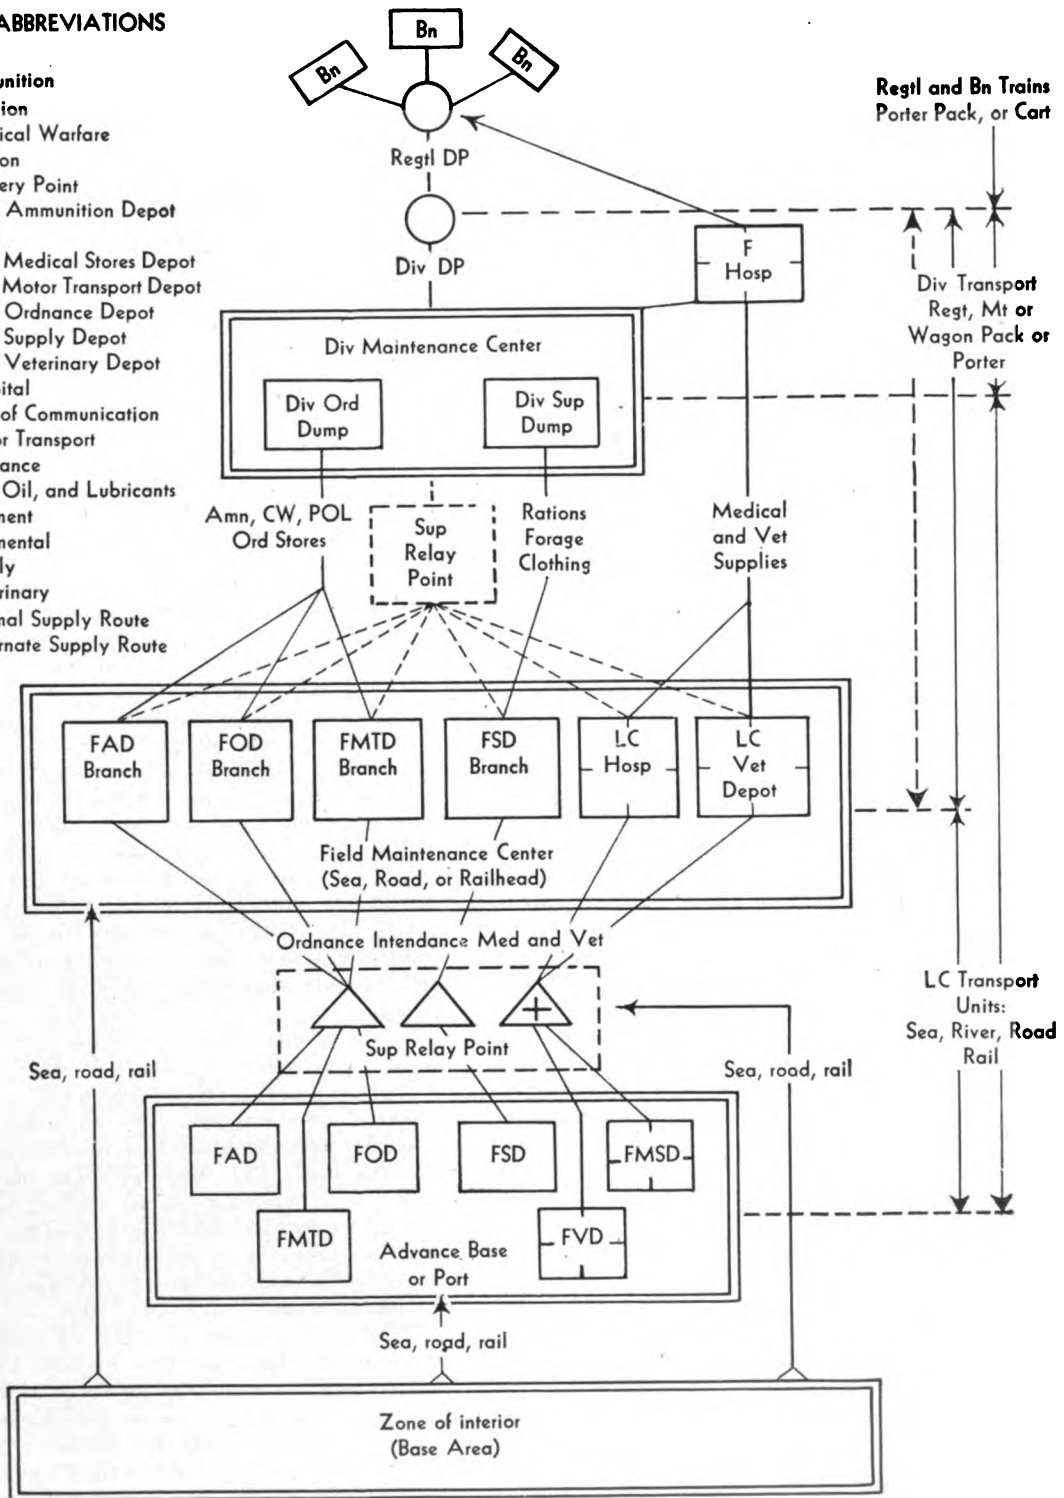 ABBREVIATIONS
unition
ion
ical Warfare
on
ery Point
Ammunition Depot
Medical Stores Depot
Motor Transport Depot
Ordnance Depot
Supply Depot
Veterinary Depot
ital
of Communication
or Transport
ance
Oil, and Lubricants
ment
mental
ly
rinary
nal Supply Route
rnate Supply Route
Bn
Bn
Bn
Regtl DP
Div DP
Regtl and Bn Trains
Porter Pack, or Cart
F
Hosp
Div Transport
Regt, Mt or
Wagon Pack or
Porter
Div Maintenance Center
Div Ord
Dump
Div Sup
Dump
Amn, CW, POL
Ord Stores
Sup
Relay
Point
Rations
Forage
Clothing
Medical
and Vet
Supplies
FAD
Branch
FOD
Branch
FMTD
Branch
FSD
Branch
LC
Hosp
LC
Vet
Depot
Field Maintenance Center
(Sea, Road, or Railhead)
Ordnance Intendance Med and Vet
Sup Relay Point
LC Transport
Units:
Sea, River, Road
Rail
Sea, road, rail
Sea, road, rail
FAD
FOD
FSD
FMSD
FMTD
FVD
Advance Base
or Port
Sea, road, rail
Zone of interior
(Base Area)